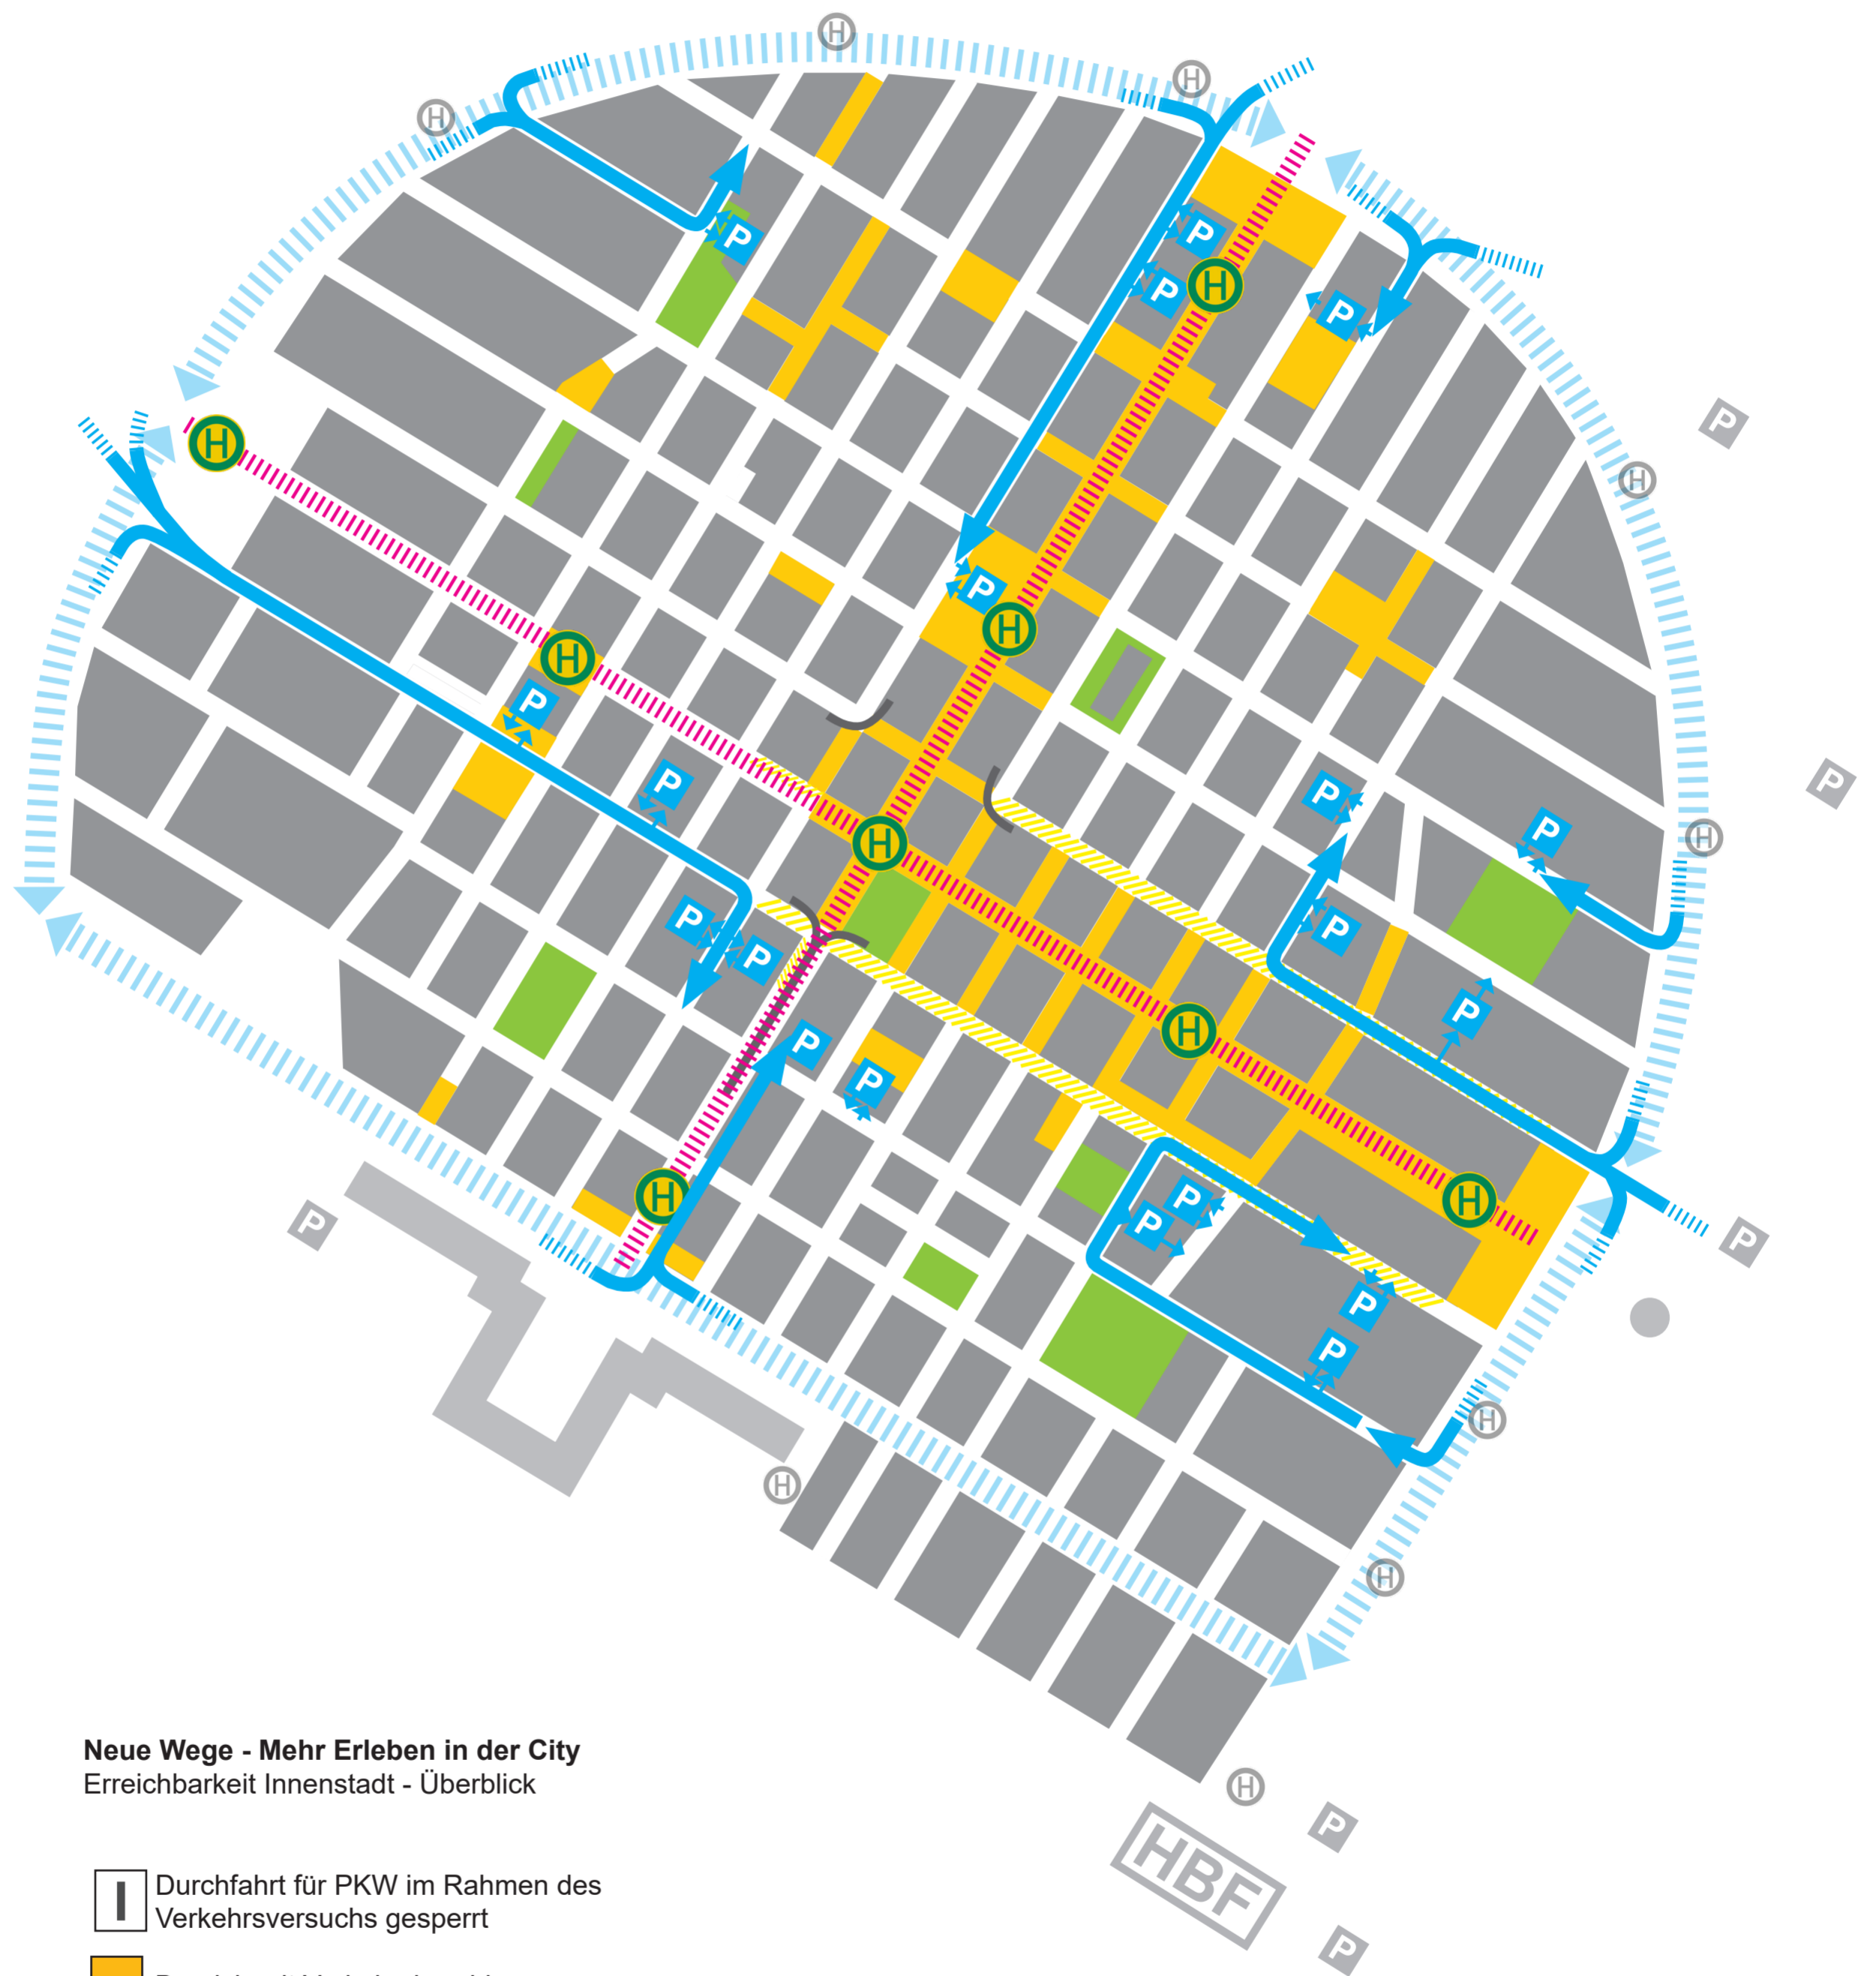 H
H
H
P
P
H
P
P
P
H
H
P
H
H
P
P
P
P
P
H
H
P
P
P
P
H
P
P
H
P
H
P
P
P
P
P
H
H
H
Neue Wege - Mehr Erleben in der City
Erreichbarkeit Innenstadt - Überblick
H
P
HBF
P
Durchfahrt für PKW im Rahmen des
Verkehrsversuchs gesperrt